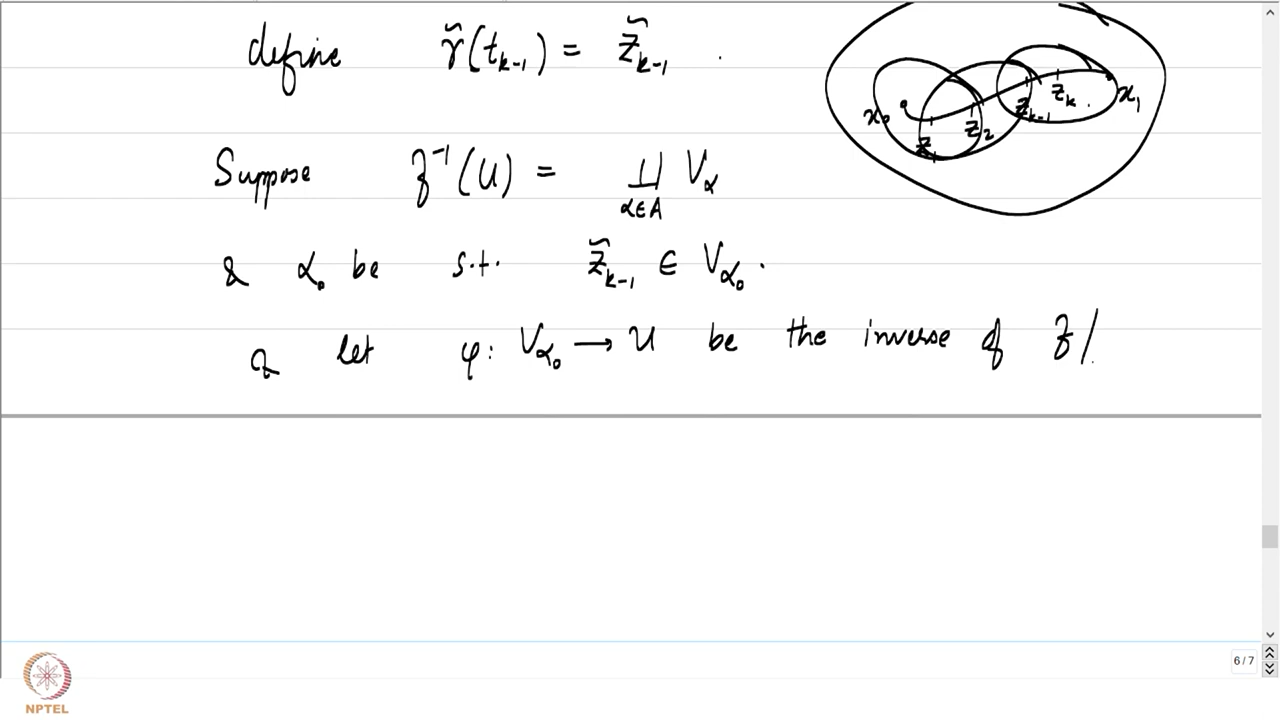 define γ̃(t_{k-1}) = z̃_{k-1}.
x₀ z₁ z₂ z_{k-1} z_k x₁
Suppose f⁻¹(U) = ∐_{α∈A} V_α
& α₀ be s.t. z̃_{k-1} ∈ V_{α₀}.
& let φ: V_{α₀} → U be the inverse of f|
6 / 7
NPTEL